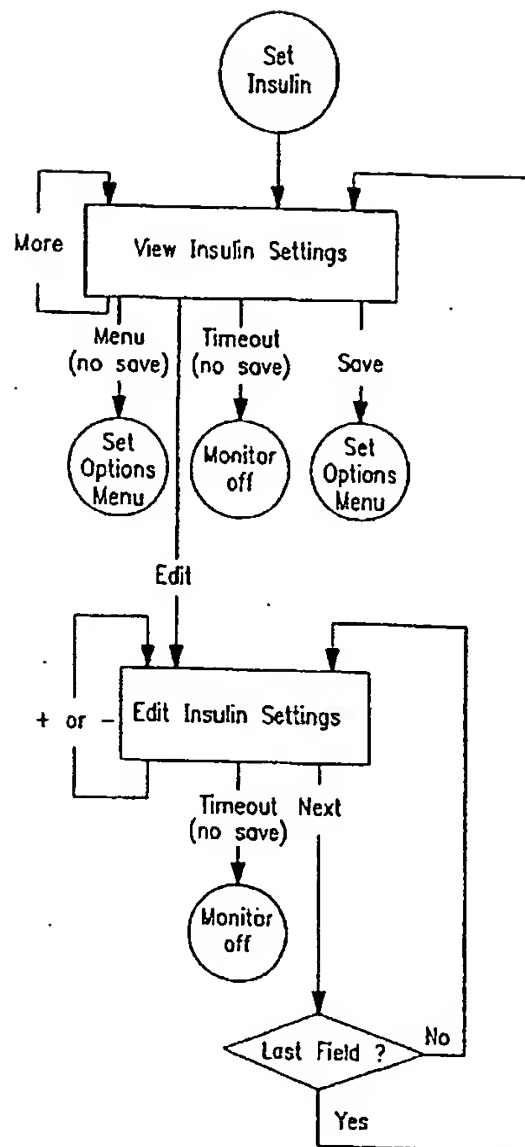 Set
Insulin
More
View Insulin Settings
Menu
(no save)
Timeout
(no save)
Save
Set
Options
Menu
Monitor
off
Set
Options
Menu
Edit
+ or -
Edit Insulin Settings
Timeout
(no save)
Next
Monitor
off
Last Field ?
No
Yes